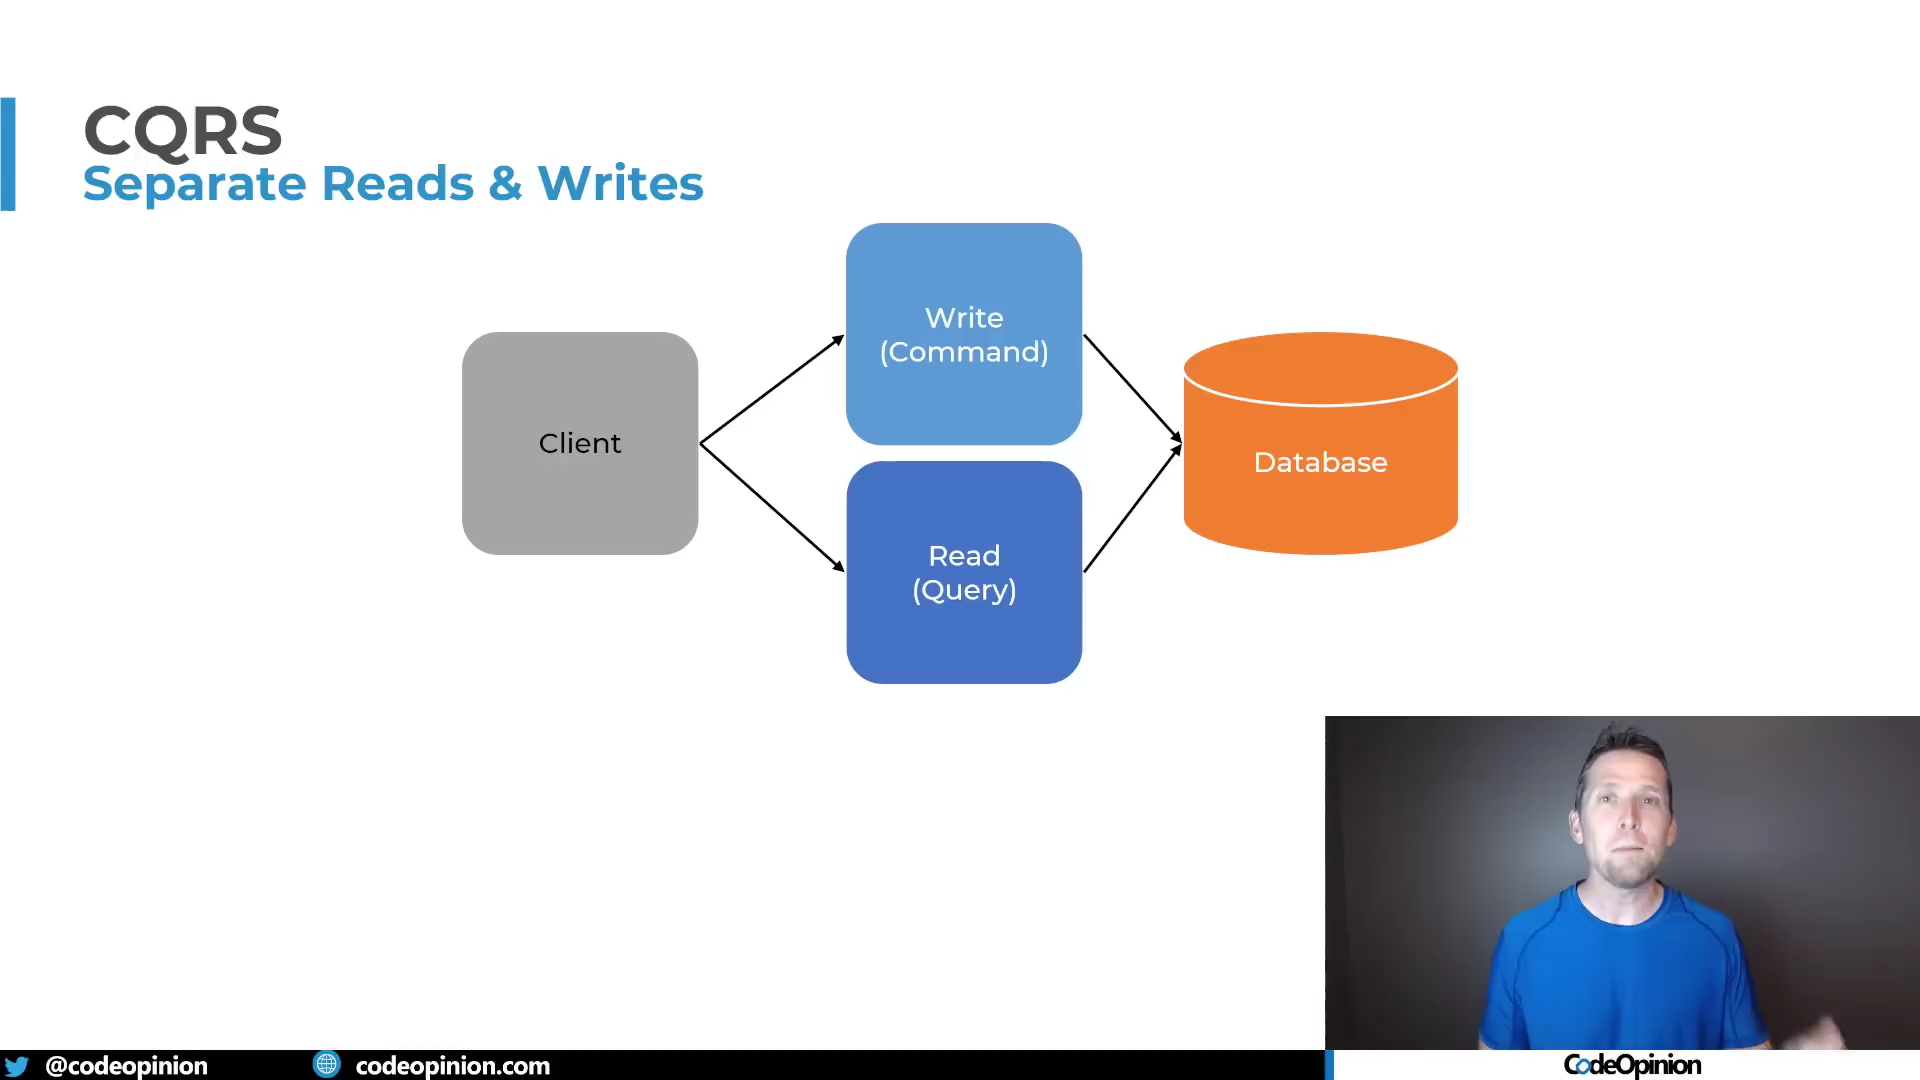 CQRS
Separate Reads & Writes
Write
(Command)
Client
Database
Read
(Query)
@codeopinion
codeopinion.com
CodeOpinion